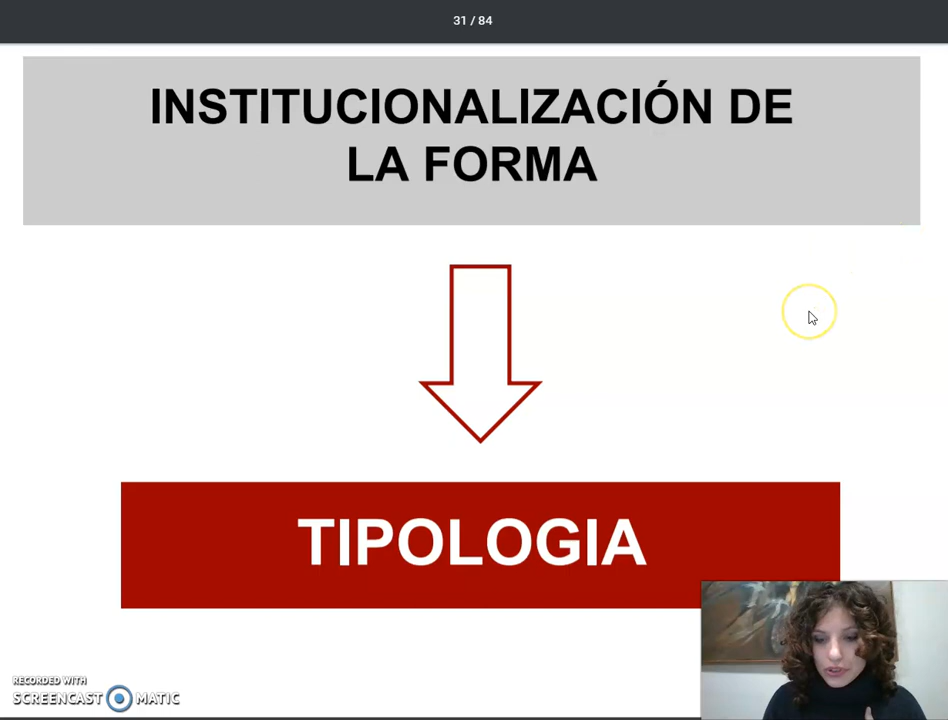 31 / 84
INSTITUCIONALIZACIÓN DE
LA FORMA
TIPOLOGIA
RECORDED WITH
SCREENCAST MATIC